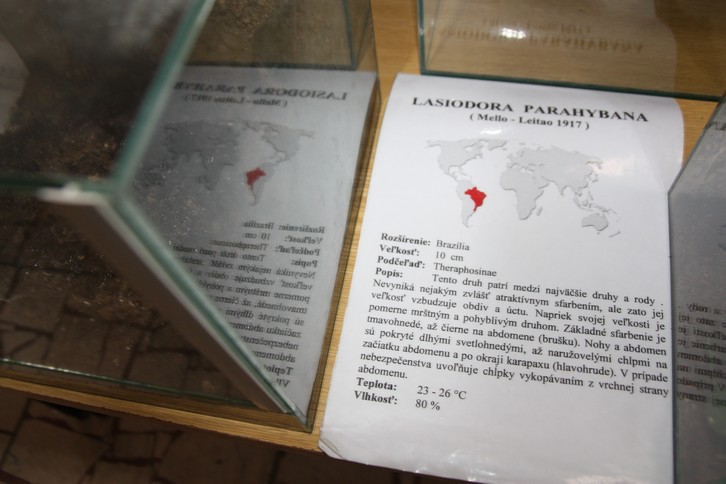 LASIODORA PARAHYBANA
( Mello - Leitao 1917 )
Rozšírenie: Brazília
Veľkosť: 10 cm
Podčeľaď: Theraphosinae
Popis: Tento druh patrí medzi najväčšie druhy a rody .
Nevyniká nejakým zvlášť atraktívnym sfarbením, ale zato jej
veľkosť vzbudzuje obdiv a úctu. Napriek svojej veľkosti je
pomerne mrštným a pohyblivým druhom. Základné sfarbenie je
tmavohnedé, až čierne na abdomene (brušku). Nohy a abdomen
sú pokryté dlhými svetlohnedými, až naružovelými chlpmi na
začiatku abdomenu a po okraji karapaxu (hlavohrude). V prípade
nebezpečenstva uvoľňuje chĺpky vykopávaním z vrchnej strany
abdomenu.
Teplota: 23 - 26 °C
Vlhkosť: 80 %